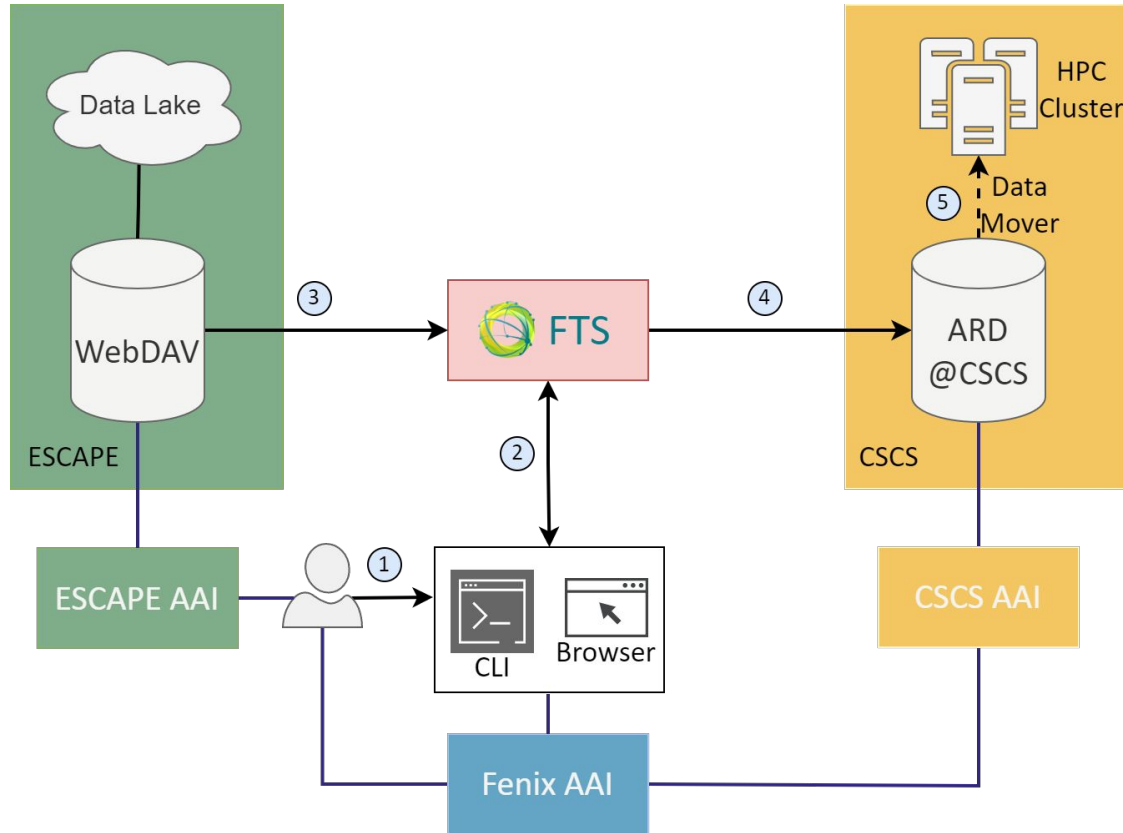 Data Lake
HPC
Cluster
5
Data
Mover
3
4
WebDAV
FTS
ARD
@CSCS
ESCAPE
2
CSCS
1
ESCAPE AAI
CSCS AAI
CLI
Browser
Fenix AAI